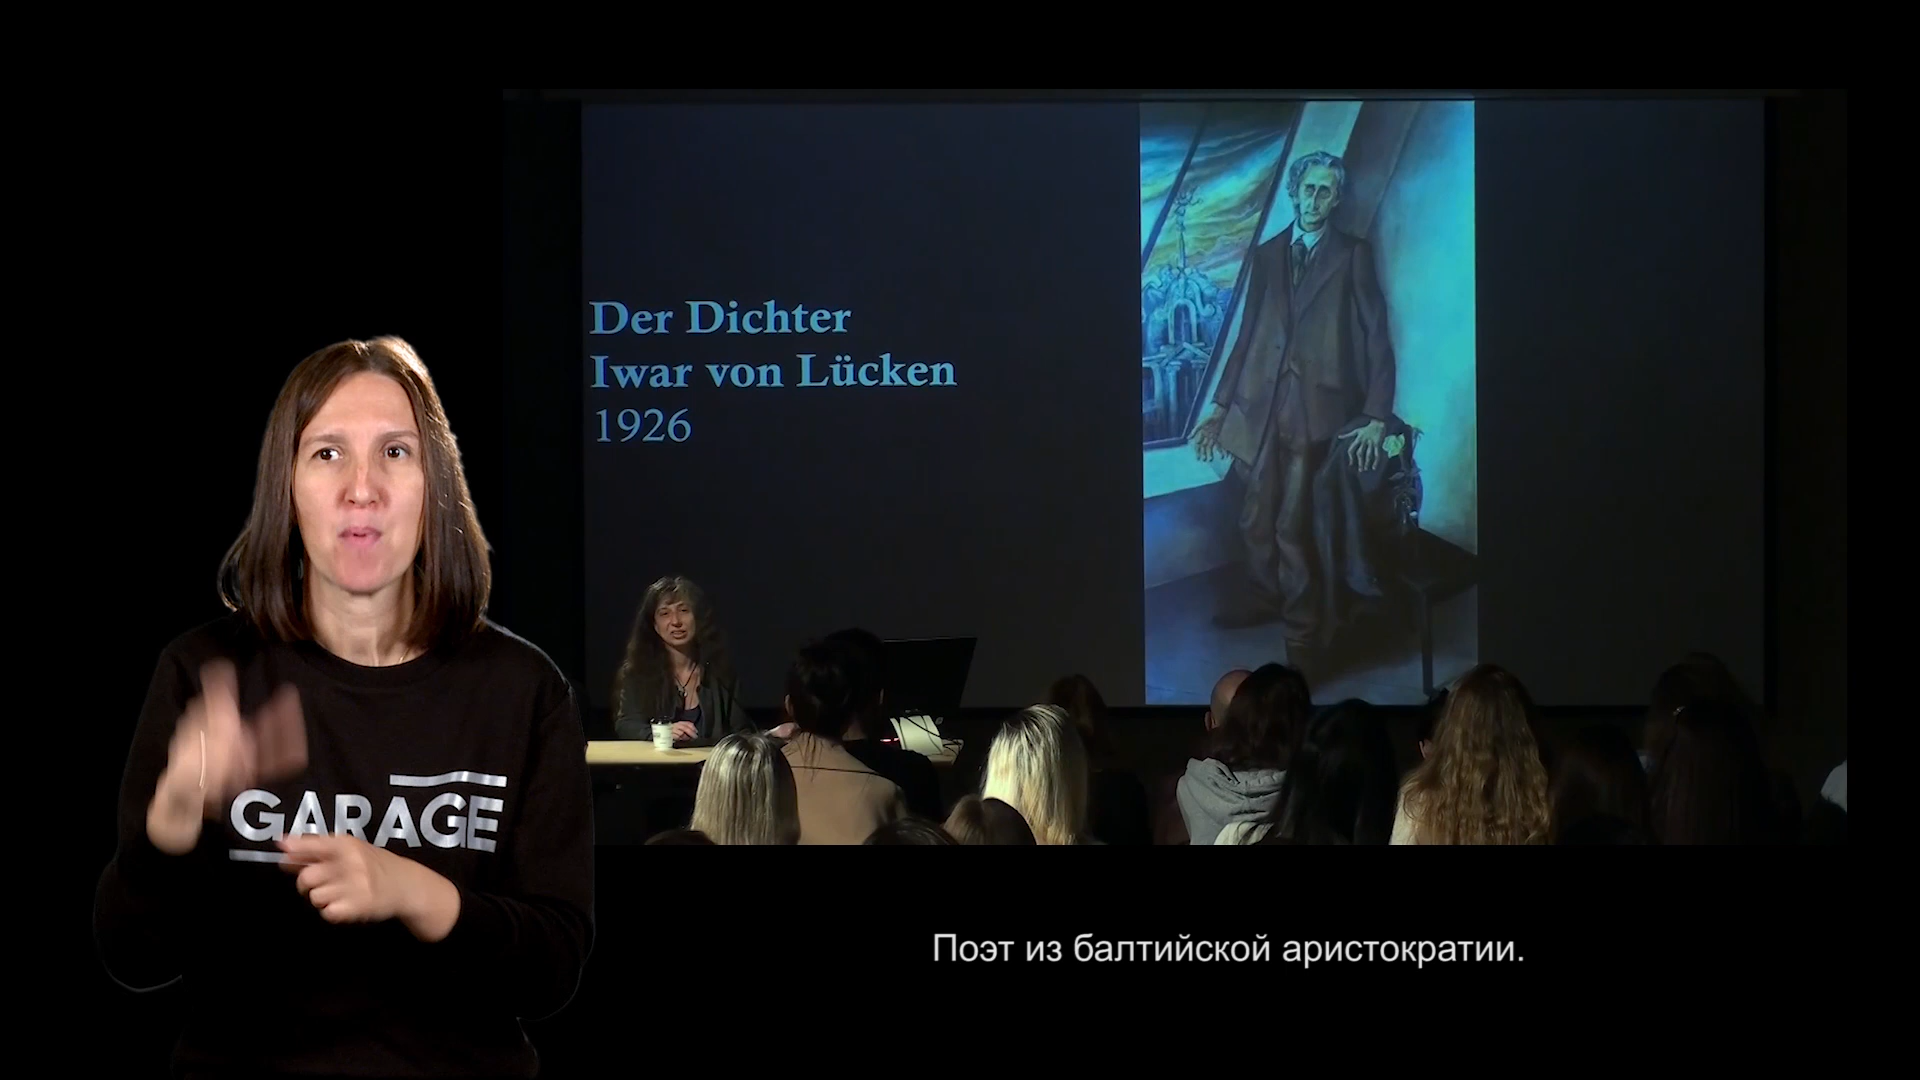 Der Dichter
Iwar von Lücken
1926
GARAGE
Поэт из балтийской аристократии.